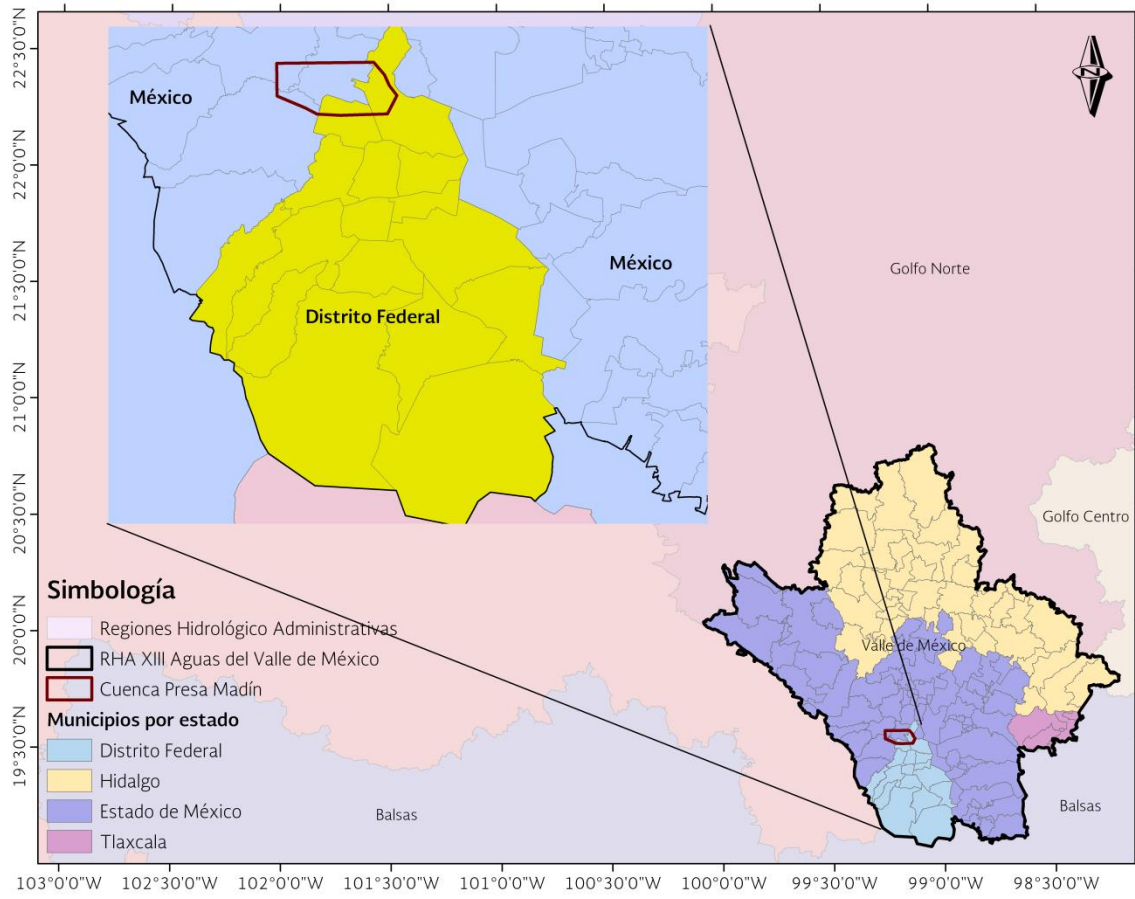 México
México
Distrito Federal
N
Golfo Norte
Golfo Centro
Valle de México
Balsas
Balsas
Simbología
Regiones Hidrológico Administrativas
RHA XIII Aguas del Valle de México
Cuenca Presa Madín
Municipios por estado
Distrito Federal
Hidalgo
Estado de México
Tlaxcala
22°30'0"N
22°0'0"N
21°30'0"N
21°0'0"N
20°30'0"N
20°0'0"N
19°30'0"N
103°0'0"W
102°30'0"W
102°0'0"W
101°30'0"W
101°0'0"W
100°30'0"W
100°0'0"W
99°30'0"W
99°0'0"W
98°30'0"W